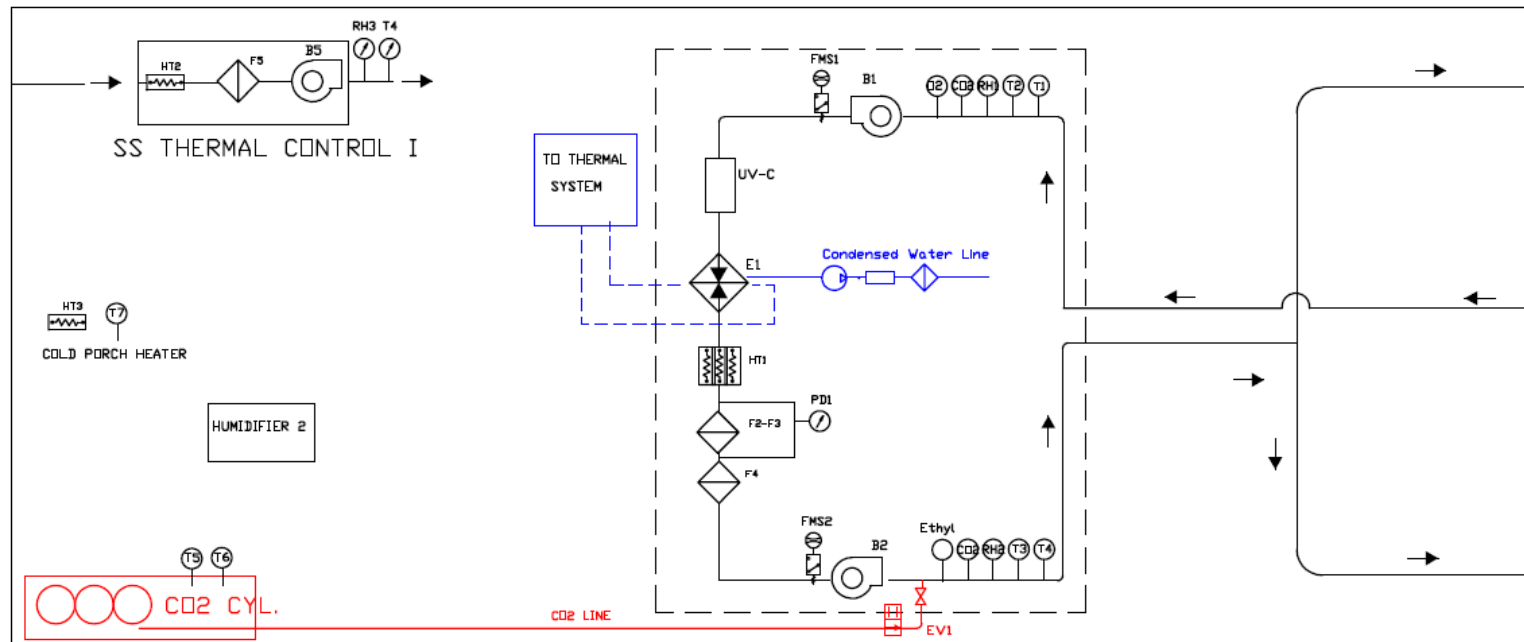 RH3 T4
B5
HT2
F5
SS THERMAL CONTROL I
FMS1
B1
O2 CO2 RH1 T2 T1
TO THERMAL
SYSTEM
UV-C
E1
Condensed Water Line
HT3
T7
COLD PORCH HEATER
HT1
PD1
F2-F3
HUMIDIFIER 2
F4
FMS2
B2
Ethyl
CO2 RH2 T3 T4
T5 T6
CO2 CYL.
CO2 LINE
EV1